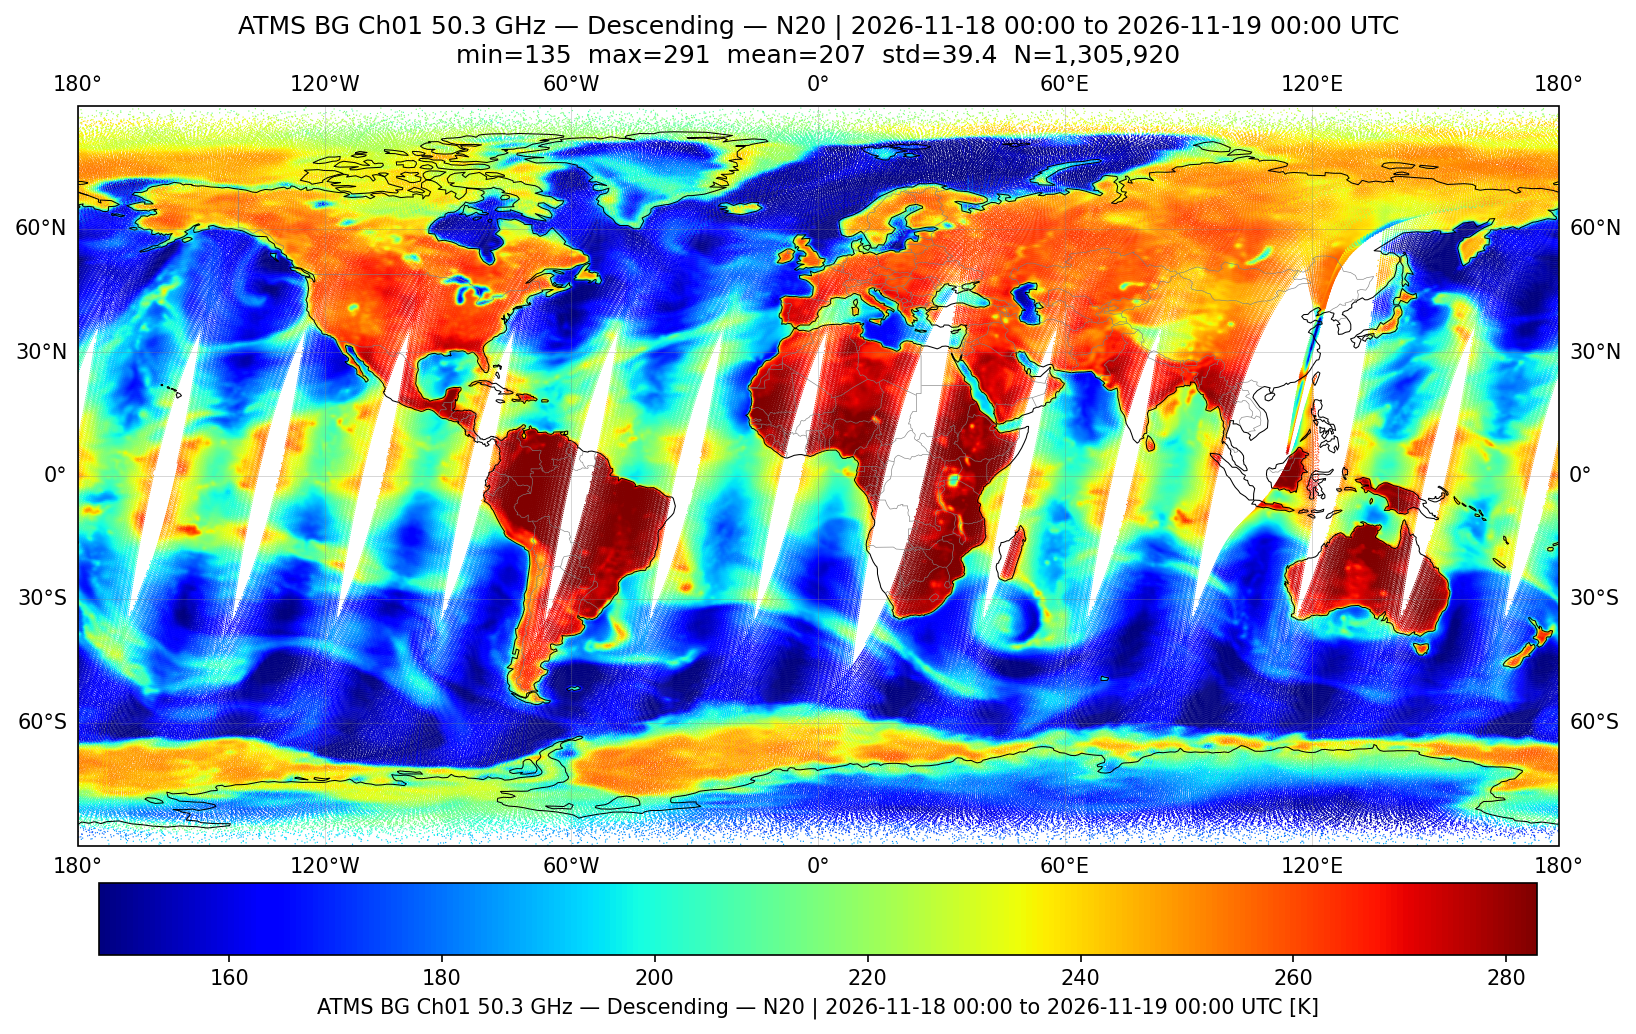 ATMS BG Ch01 50.3 GHz — Descending — N20 | 2026-11-18 00:00 to 2026-11-19 00:00 UTC
min=135 max=291 mean=207 std=39.4 N=1,305,920
180° 120°W 60°W 0° 60°E 120°E 180°
60°N 60°N
30°N 30°N
0° 0°
30°S 30°S
60°S 60°S
180° 120°W 60°W 0° 60°E 120°E 180°
160 180 200 220 240 260 280
ATMS BG Ch01 50.3 GHz — Descending — N20 | 2026-11-18 00:00 to 2026-11-19 00:00 UTC [K]